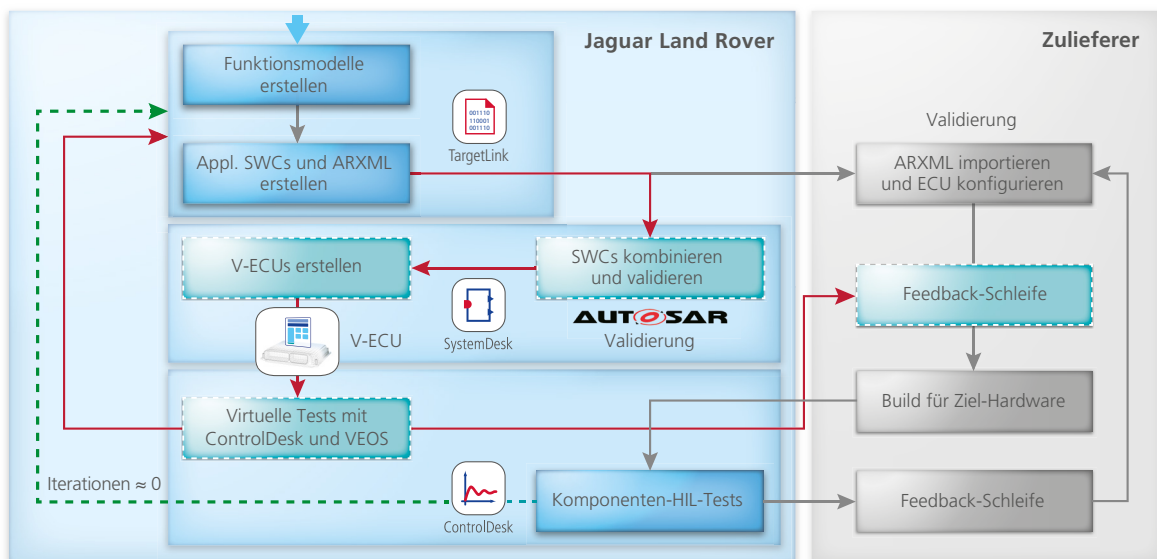 Jaguar Land Rover
Zulieferer
Funktionsmodelle
erstellen
001110
110001
001110
TargetLink
Appl. SWCs und ARXML
erstellen
Validierung
ARXML importieren
und ECU konfigurieren
V-ECUs erstellen
SWCs kombinieren
und validieren
Feedback-Schleife
AUTOSAR
Validierung
SystemDesk
V-ECU
Virtuelle Tests mit
ControlDesk und VEOS
Build für Ziel-Hardware
Iterationen ≈ 0
ControlDesk
Komponenten-HIL-Tests
Feedback-Schleife